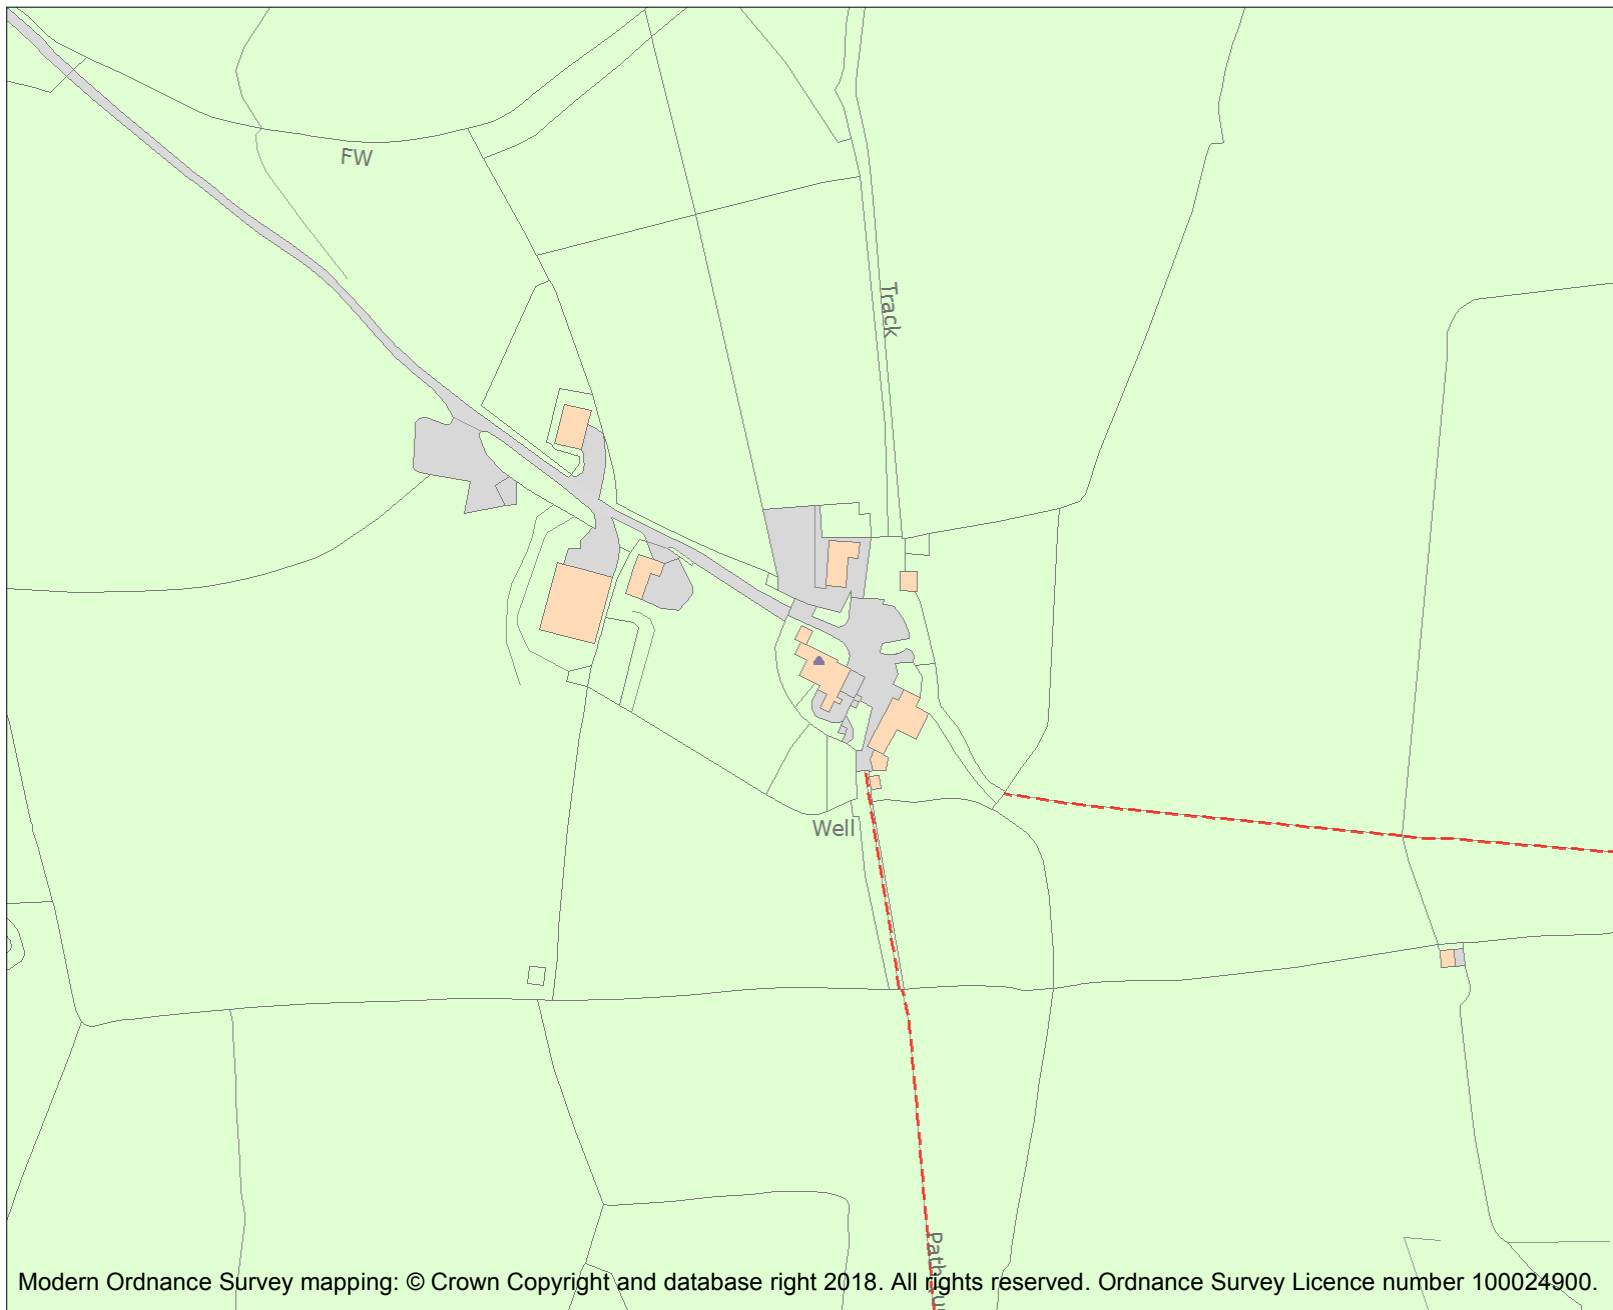 FW
Track
Well
Path
Modern Ordnance Survey mapping: © Crown Copyright and database right 2018. All rights reserved. Ordnance Survey Licence number 100024900.